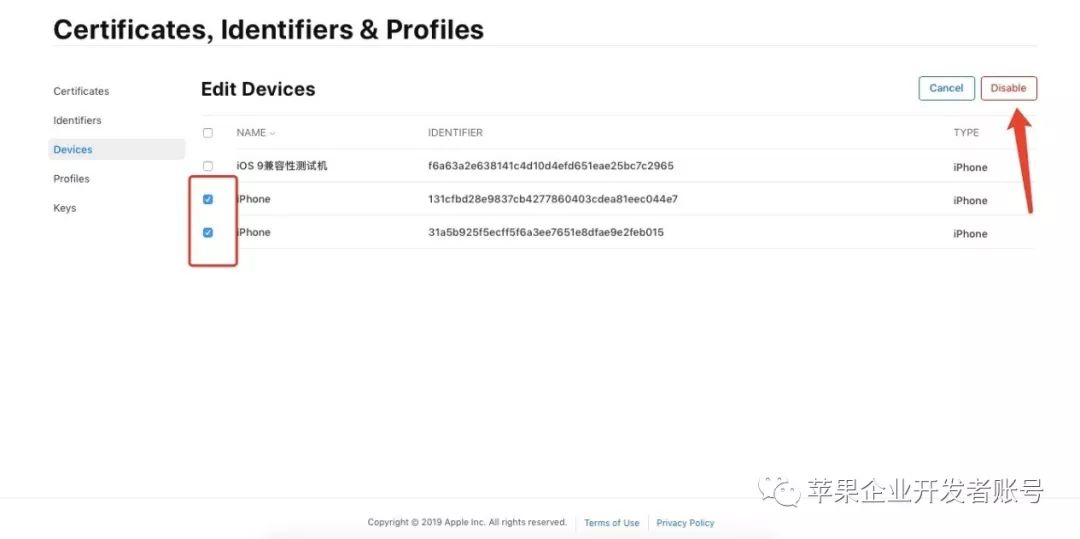 Certificates, Identifiers & Profiles
Certificates
Identifiers
Devices
Profiles
Keys
Edit Devices
Cancel
Disable
NAME
IDENTIFIER
TYPE
iOS 9兼容性测试机
f6a63a2e638141c4d10d4efd651eae25bc7c2965
iPhone
iPhone
131cfbd28e9837cb4277860403cdea81eec044e7
iPhone
iPhone
31a5b925f5ecff5f6a3ee7651e8dfae9e2feb015
iPhone
苹果企业开发者账号
Copyright © 2019 Apple Inc. All rights reserved.
Terms of Use
Privacy Policy